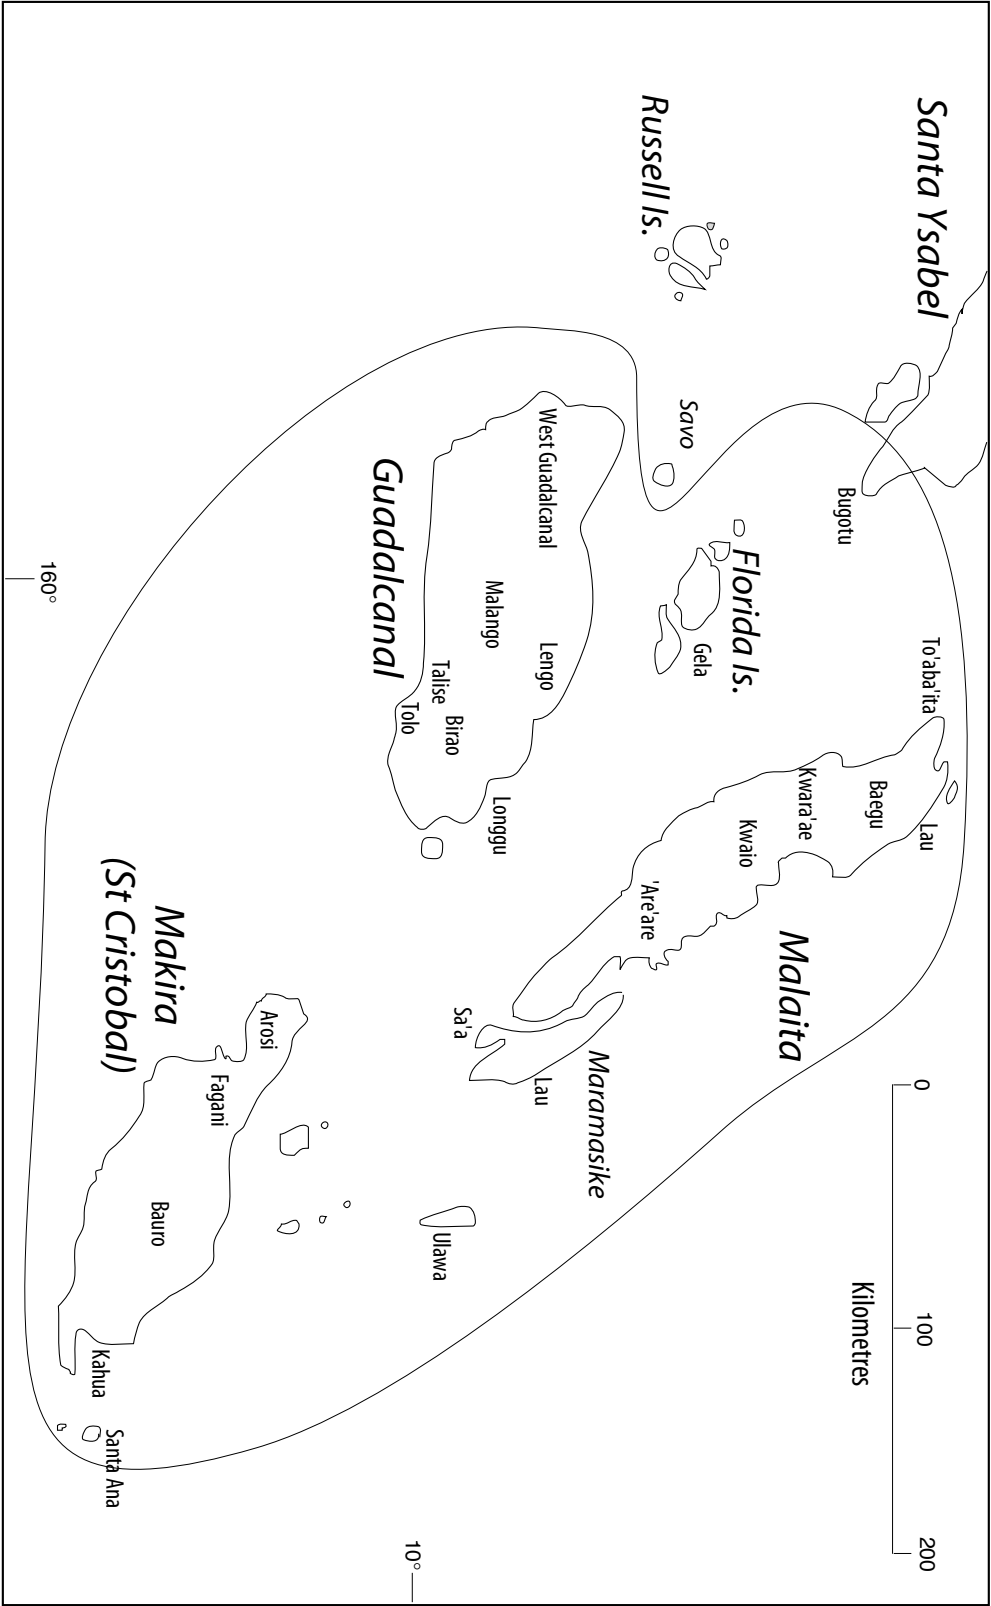 Santa Ysabel
Russell Is.
Savo
Bugotu
Florida Is.
Gela
To'aba'ita
Lau
Baegu
Kwara'ae
Kwaio
'Are'are
Malaita
West Guadalcanal
Malango
Lengo
Talise
Birao
Tolo
Longgu
Guadalcanal
Sa'a
Lau
Maramasike
Ulawa
Makira
(St Cristobal)
Arosi
Fagani
Bauro
Kahua
Santa Ana
0
100
200
Kilometres
160°
10°